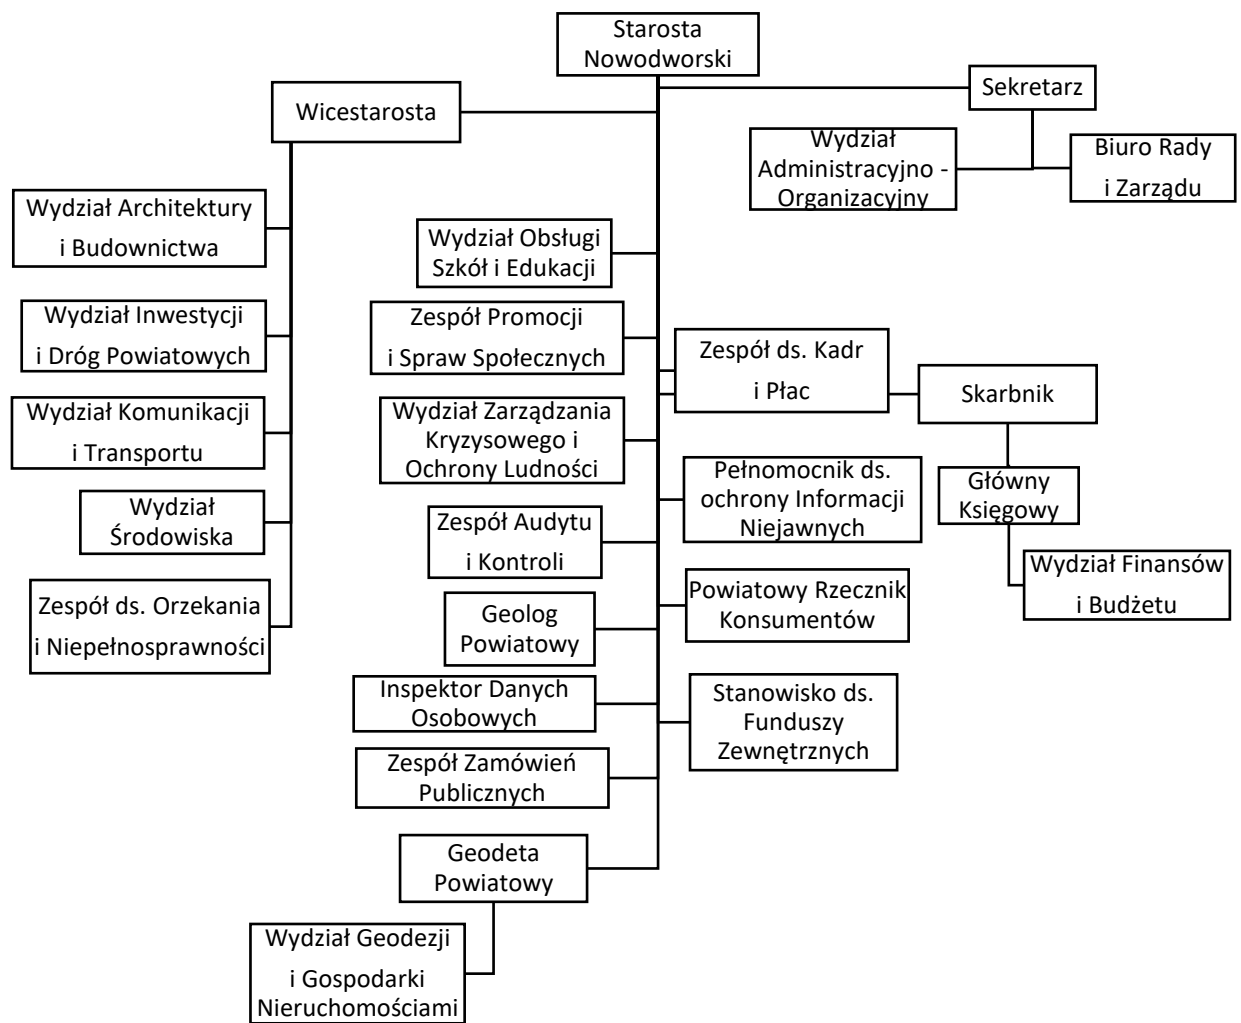 Starosta
Nowodworski
Sekretarz
Wicestarosta
Wydział
Administracyjno -
Organizacyjny
Biuro Rady
i Zarządu
Wydział Architektury
i Budownictwa
Wydział Inwestycji
i Dróg Powiatowych
Wydział Komunikacji
i Transportu
Wydział
Środowiska
Zespół ds. Orzekania
i Niepełnosprawności
Wydział Obsługi
Szkół i Edukacji
Zespół Promocji
i Spraw Społecznych
Wydział Zarządzania
Kryzysowego i
Ochrony Ludności
Zespół Audytu
i Kontroli
Geolog
Powiatowy
Inspektor Danych
Osobowych
Zespół Zamówień
Publicznych
Geodeta
Powiatowy
Wydział Geodezji
i Gospodarki
Nieruchomościami
Zespół ds. Kadr
i Płac
Pełnomocnik ds.
ochrony Informacji
Niejawnych
Powiatowy Rzecznik
Konsumentów
Stanowisko ds.
Funduszy
Zewnętrznych
Skarbnik
Główny
Księgowy
Wydział Finansów
i Budżetu